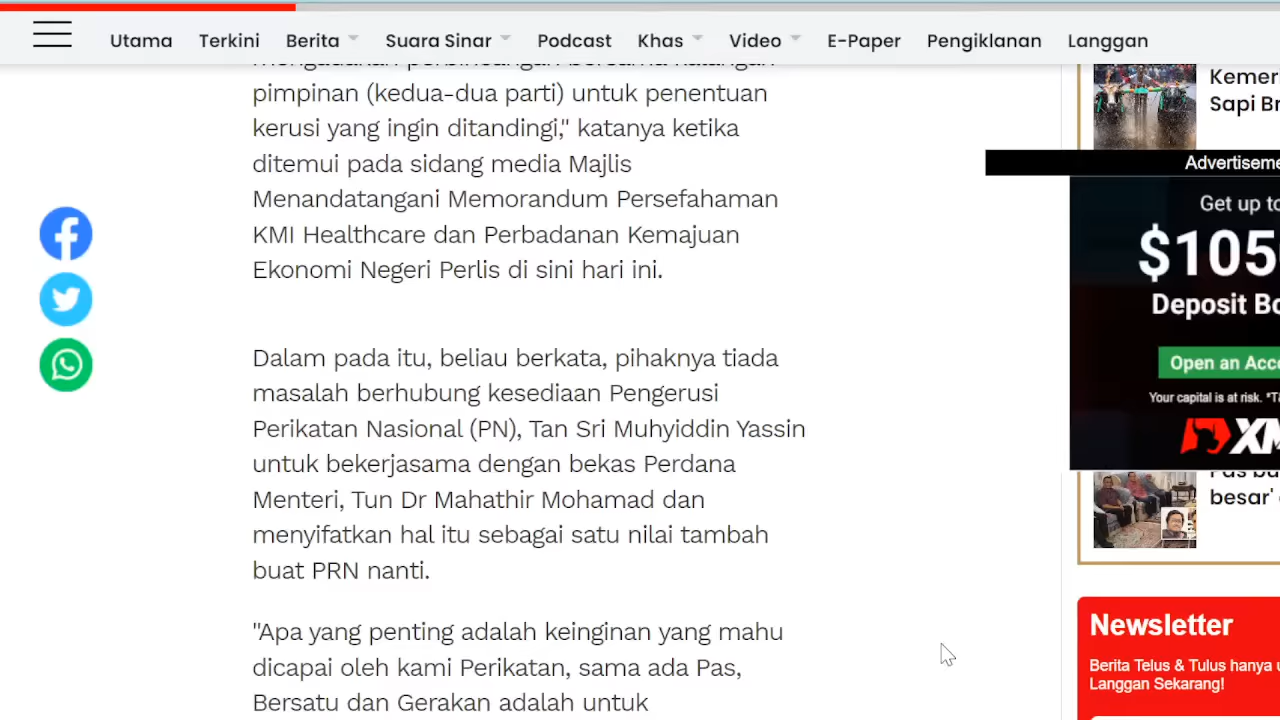 Utama Terkini Berita Suara Sinar Podcast Khas Video E-Paper Pengiklanan Langgan
pimpinan (kedua-dua parti) untuk penentuan
kerusi yang ingin ditandingi," katanya ketika
ditemui pada sidang media Majlis
Menandatangani Memorandum Persefahaman
KMI Healthcare dan Perbadanan Kemajuan
Ekonomi Negeri Perlis di sini hari ini.
Dalam pada itu, beliau berkata, pihaknya tiada
masalah berhubung kesediaan Pengerusi
Perikatan Nasional (PN), Tan Sri Muhyiddin Yassin
untuk bekerjasama dengan bekas Perdana
Menteri, Tun Dr Mahathir Mohamad dan
menyifatkan hal itu sebagai satu nilai tambah
buat PRN nanti.
"Apa yang penting adalah keinginan yang mahu
dicapai oleh kami Perikatan, sama ada Pas,
Bersatu dan Gerakan adalah untuk
Sapi
Get up to
Deposit
Open an
Your capital is at risk.
besar'
Newsletter
Berita Telus & Tulus hanya
Langgan Sekarang!